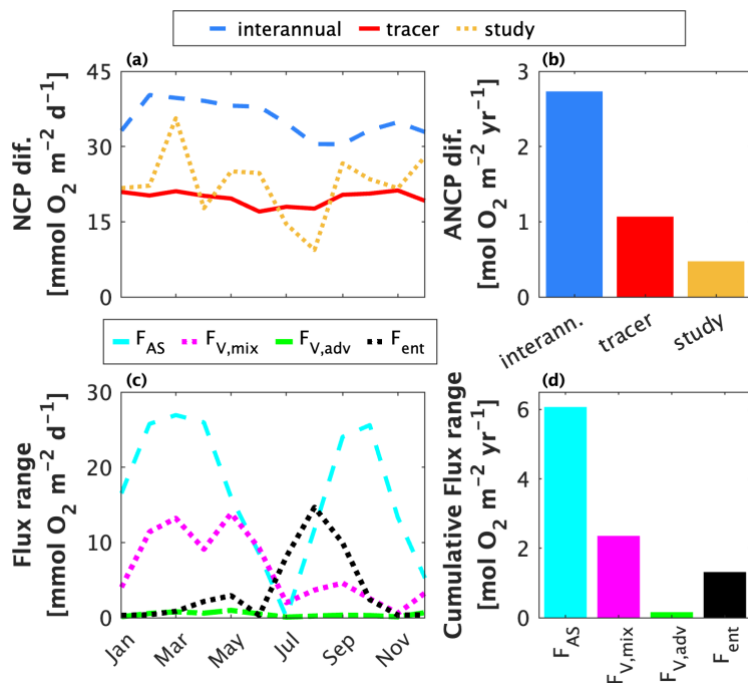 interannual tracer study
(a) (b)
NCP dif.
[mmol O2 m−2 d−1]
45
30
15
0
ANCP dif.
[mol O2 m−2 yr−1]
3
2
1
0
interann. tracer study
FAS FV,mix FV,adv Fent
(c) (d)
Flux range
[mmol O2 m−2 d−1]
30
20
10
0
Jan Mar May Jul Sep Nov
Cumulative Flux range
[mol O2 m−2 yr−1]
6
4
2
0
FAS FV,mix FV,adv Fent